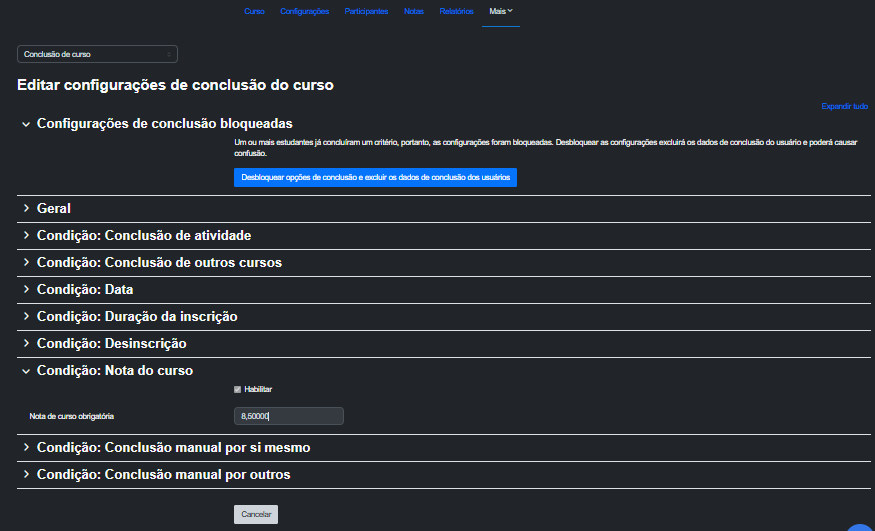 Curso Configurações Participantes Notas Relatórios Mais
Conclusão de curso
Editar configurações de conclusão do curso
Expandir tudo
Configurações de conclusão bloqueadas
Um ou mais estudantes já concluíram um critério, portanto, as configurações foram bloqueadas. Desbloquear as configurações excluirá os dados de conclusão do usuário e poderá causar
confusão.
Desbloquear opções de conclusão e excluir os dados de conclusão dos usuários
Geral
Condição: Conclusão de atividade
Condição: Conclusão de outros cursos
Condição: Data
Condição: Duração da inscrição
Condição: Desinscrição
Condição: Nota do curso
Habilitar
Nota de curso obrigatória 8,50000
Condição: Conclusão manual por si mesmo
Condição: Conclusão manual por outros
Cancelar